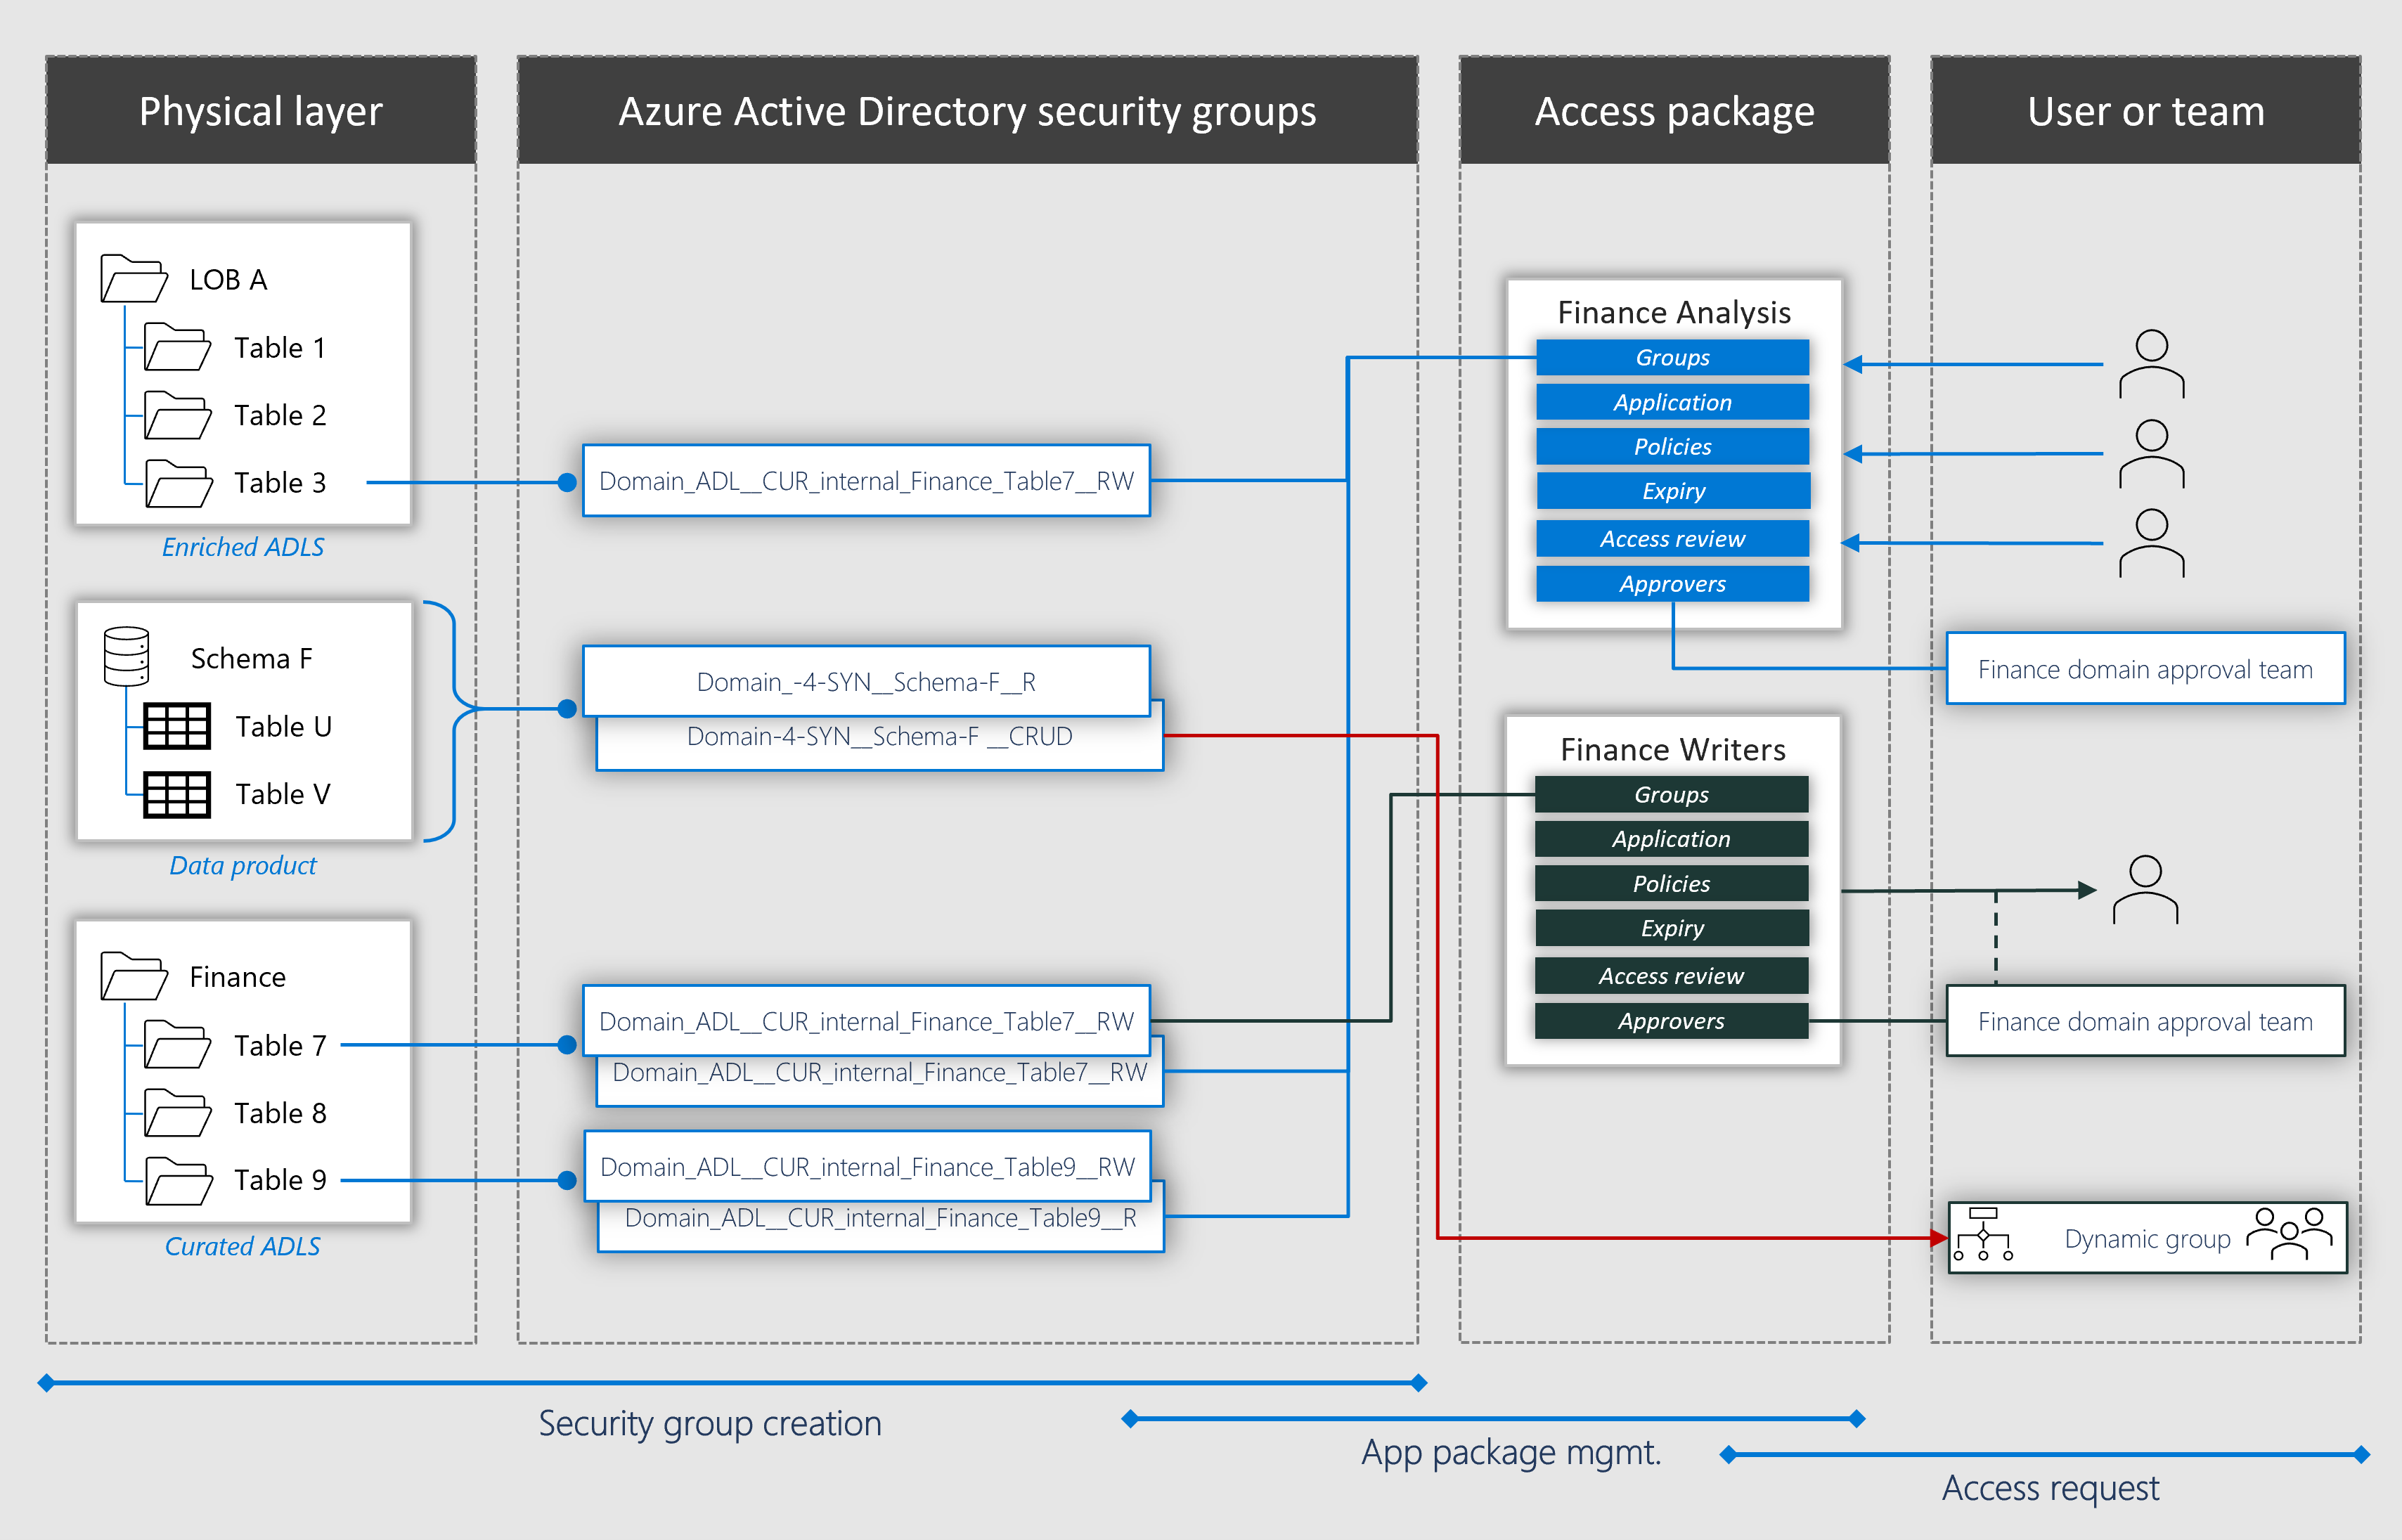 Physical layer
Azure Active Directory security groups
Access package
User or team
LOB A
Table 1
Table 2
Table 3
Enriched ADLS
Schema F
Table U
Table V
Data product
Finance
Table 7
Table 8
Table 9
Curated ADLS
Domain_ADL__CUR_internal_Finance_Table7__RW
Domain_-4-SYN__Schema-F__R
Domain-4-SYN__Schema-F __CRUD
Domain_ADL__CUR_internal_Finance_Table7__RW
Domain_ADL__CUR_internal_Finance_Table7__RW
Domain_ADL__CUR_internal_Finance_Table9__RW
Domain_ADL__CUR_internal_Finance_Table9__R
Finance Analysis
Groups
Application
Policies
Expiry
Access review
Approvers
Finance Writers
Groups
Application
Policies
Expiry
Access review
Approvers
Finance domain approval team
Finance domain approval team
Dynamic group
Security group creation
App package mgmt.
Access request